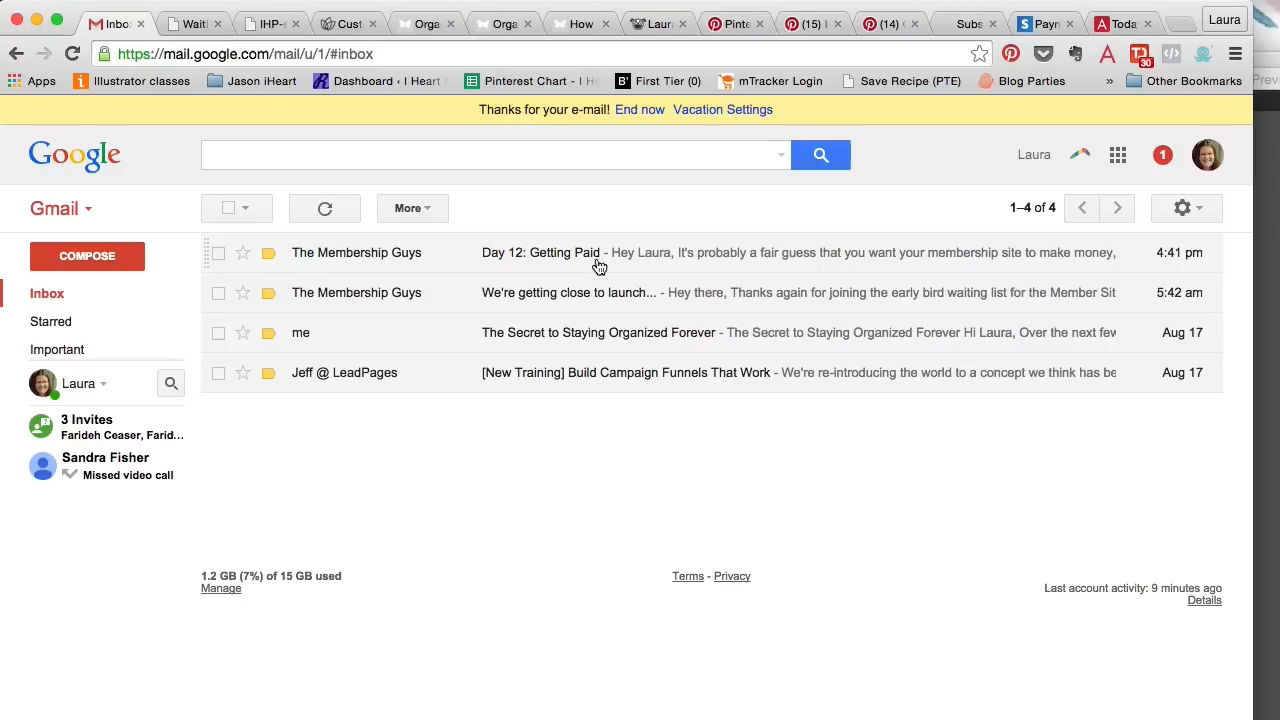 Inbo
Wait
IHP-
Cust
Orga
Orga
How
Laur
Pinte
(15)
(14)
Subs
Payn
Toda
Laura
https://mail.google.com/mail/u/1/#inbox
30
Prev
Apps
Illustrator classes
Jason iHeart
Dashboard ‹ I Heart
Pinterest Chart - I He
First Tier (0)
mTracker Login
Save Recipe (PTE)
Blog Parties
»
Other Bookmarks
Thanks for your e-mail! End now Vacation Settings
Google
Laura
1
Gmail
More
1–4 of 4
COMPOSE
Inbox
Starred
Important
Laura
3 Invites
Farideh Ceaser, Farid...
Sandra Fisher
Missed video call
The Membership Guys Day 12: Getting Paid - Hey Laura, It's probably a fair guess that you want your membership site to make money, 4:41 pm
The Membership Guys We're getting close to launch... - Hey there, Thanks again for joining the early bird waiting list for the Member Sit 5:42 am
me The Secret to Staying Organized Forever - The Secret to Staying Organized Forever Hi Laura, Over the next few Aug 17
Jeff @ LeadPages [New Training] Build Campaign Funnels That Work - We're re-introducing the world to a concept we think has be Aug 17
1.2 GB (7%) of 15 GB used
Manage
Terms - Privacy
Last account activity: 9 minutes ago
Details